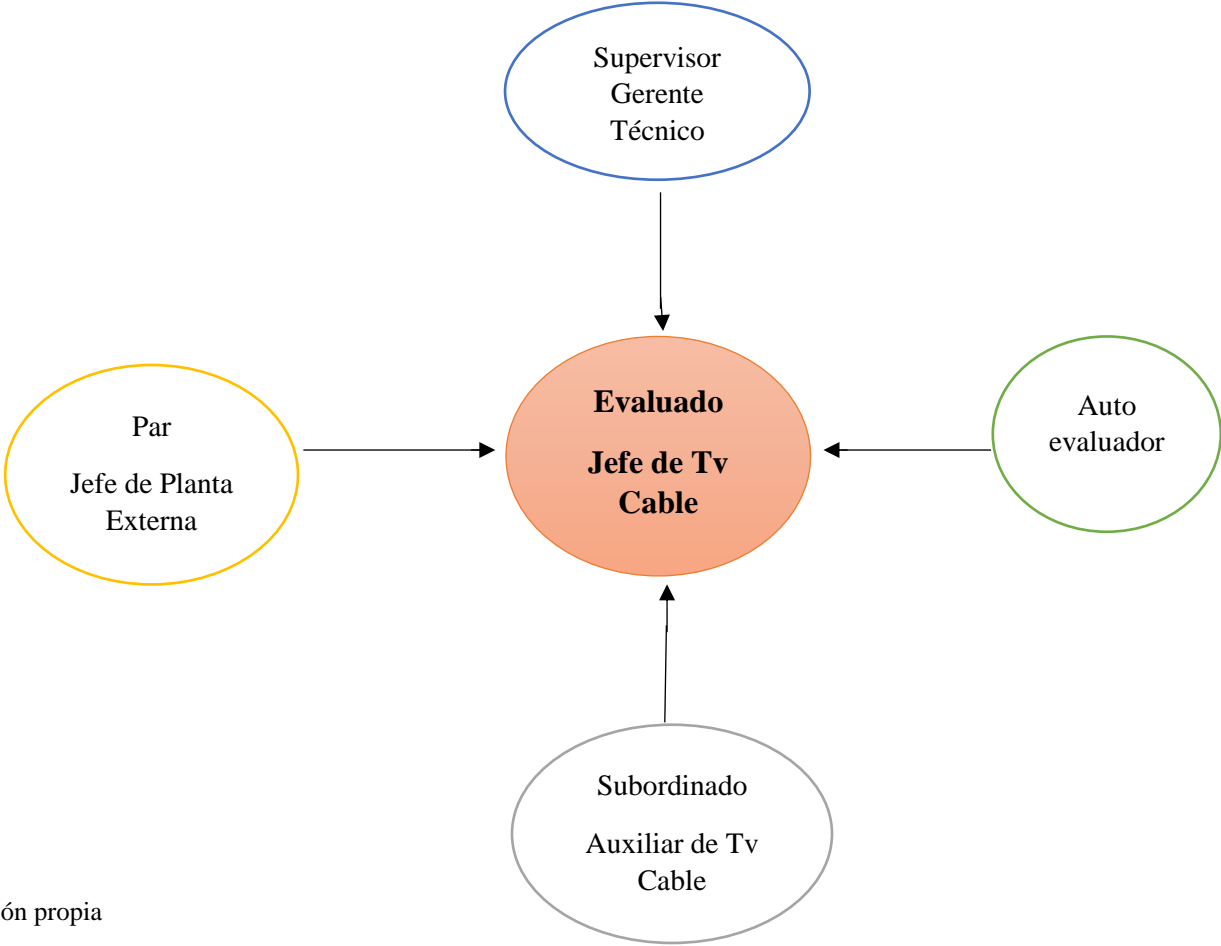 Supervisor
Gerente
Técnico
Par
Jefe de Planta
Externa
Evaluado
Jefe de Tv
Cable
Auto
evaluador
Subordinado
Auxiliar de Tv
Cable
ón propia